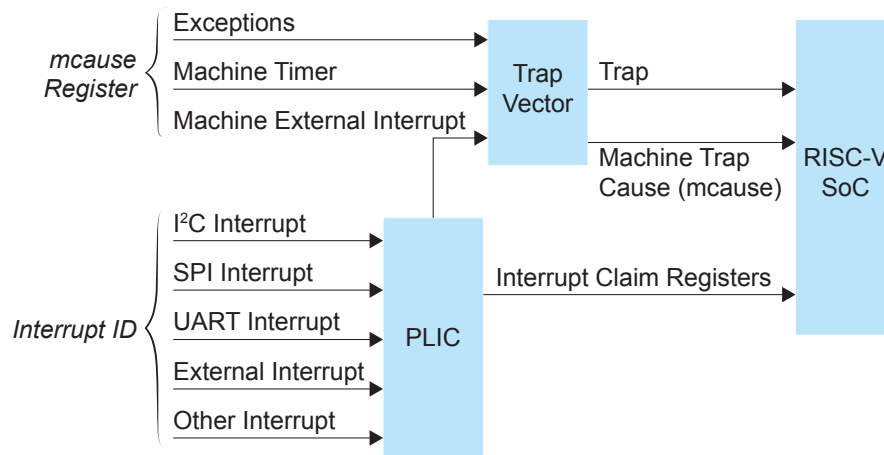 Exceptions
mcause
Register
Machine Timer
Machine External Interrupt
Trap
Vector
Trap
Machine Trap
Cause (mcause)
RISC-V
SoC
Interrupt ID
I²C Interrupt
SPI Interrupt
UART Interrupt
External Interrupt
Other Interrupt
PLIC
Interrupt Claim Registers